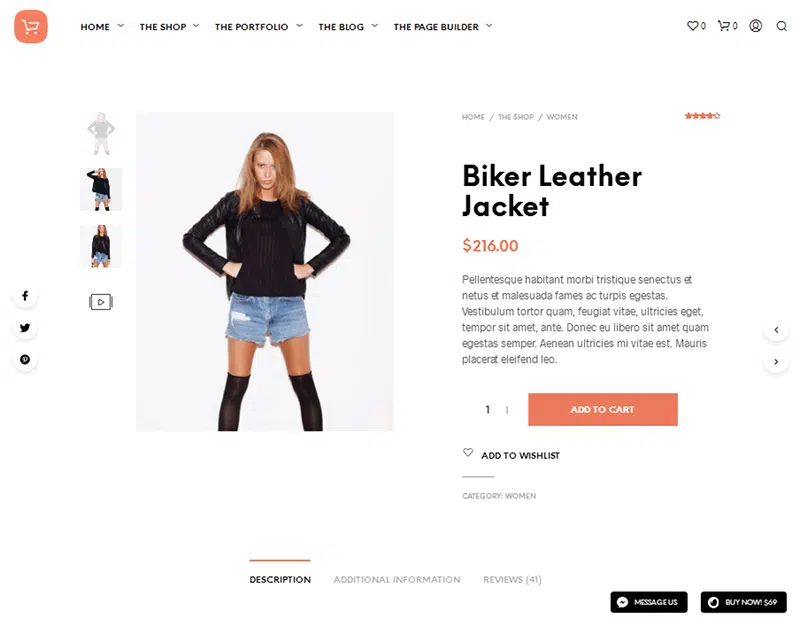 HOME THE SHOP THE PORTFOLIO THE BLOG THE PAGE BUILDER 0 0
HOME / THE SHOP / WOMEN
Biker Leather
Jacket
$216.00
Pellentesque habitant morbi tristique senectus et
netus et malesuada fames ac turpis egestas.
Vestibulum tortor quam, feugiat vitae, ultricies eget,
tempor sit amet, ante. Donec eu libero sit amet quam
egestas semper. Aenean ultricies mi vitae est. Mauris
placerat eleifend leo.
1 ADD TO CART
ADD TO WISHLIST
CATEGORY: WOMEN
DESCRIPTION ADDITIONAL INFORMATION REVIEWS (41)
MESSAGE US BUY NOW! $69